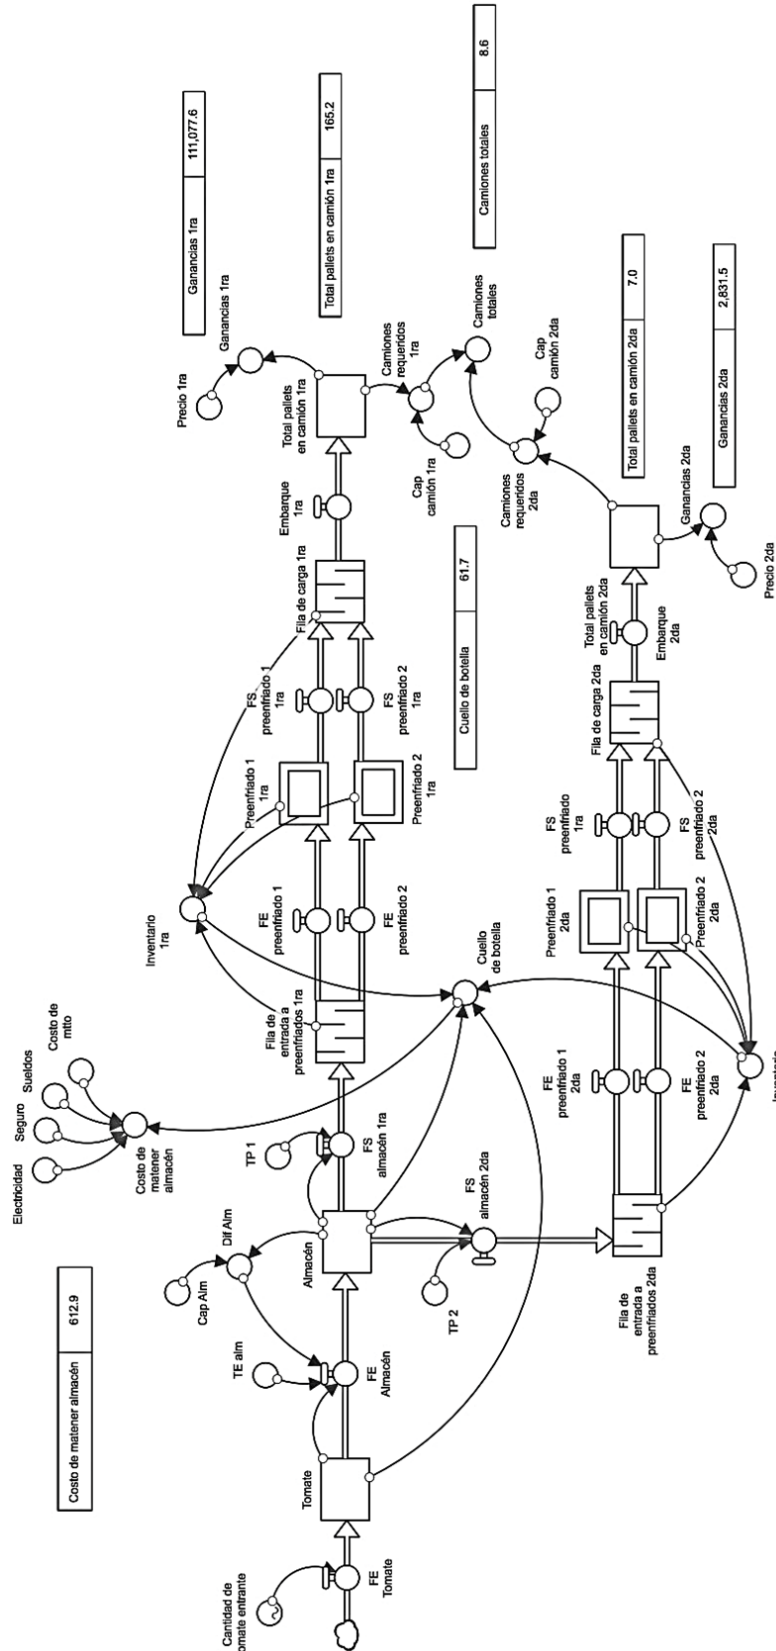 Costo de matener almacén
612.9
Electricidad
Seguro
Sueldos
Costo de
mtto
Costo de
matener
almacén
Inventario
1ra
Ganancias 1ra
111,077.6
Precio 1ra
Ganancias 1ra
Total pallets en camión 1ra
165.2
Cap Alm
Dif Alm
TE alm
TP 1
Cantidad de
tomate entrante
FE
Tomate
Tomate
FE
Almacén
Almacén
FS
almacén 1ra
Fila de
entrada a
preenfriados 1ra
FE
preenfriado 1
FE
preenfriado 2
Preenfriado 1
1ra
Preenfriado 2
1ra
FS
preenfriado 1
1ra
FS
preenfriado 2
1ra
Fila de carga 1ra
Embarque
1ra
Total pallets
en camión 1ra
Camiones
requeridos
1ra
Cap
camión 1ra
Camiones totales
8.6
Camiones
totales
Cuello de botella
61.7
Cuello
de botella
TP 2
FS
almacén 2da
Camiones
requeridos
2da
Cap
camión 2da
Fila de
entrada a
preenfriados 2da
FE
preenfriado 1
2da
FE
preenfriado 2
2da
Preenfriado 1
2da
Preenfriado 2
2da
FS
preenfriado
1ra
FS
preenfriado 2
2da
Fila de carga 2da
Embarque
2da
Total pallets
en camión 2da
Total pallets en camión 2da
7.0
Ganancias 2da
Precio 2da
Ganancias 2da
2,831.5
Inventario